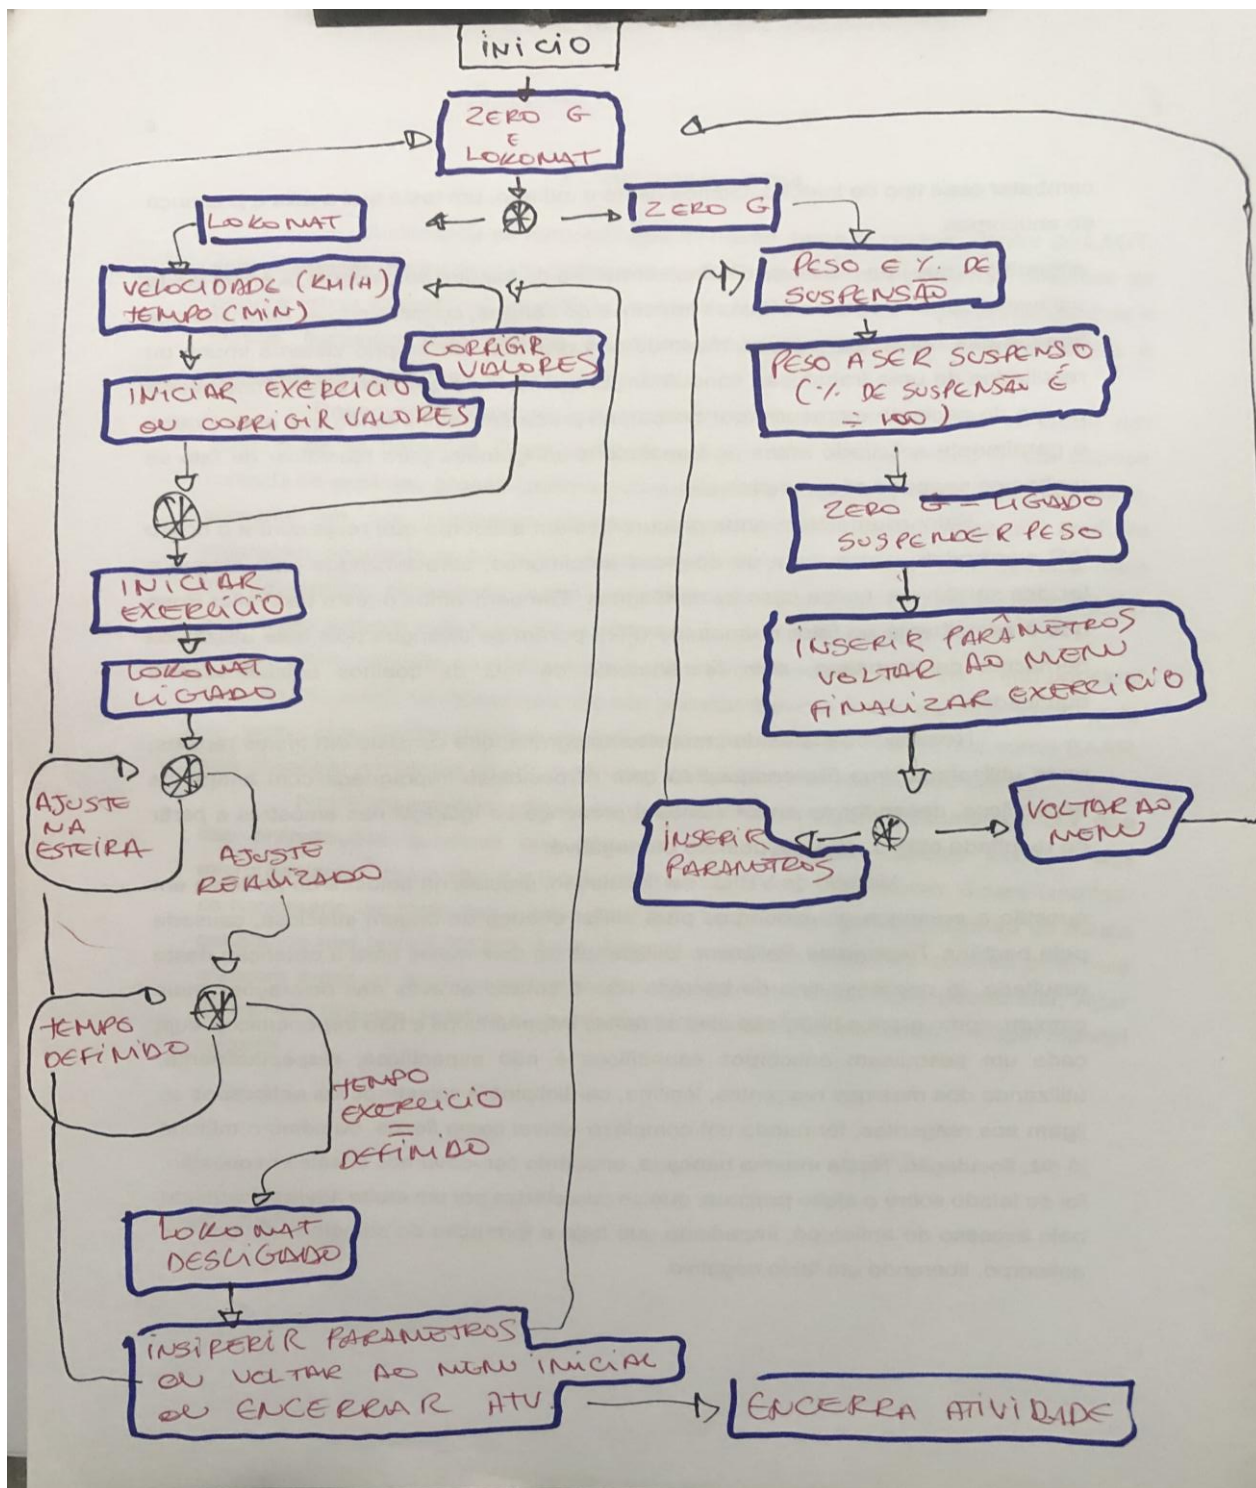 INICIO
ZERO G
E
LOKOMAT
LOKOMAT
ZERO G
VELOCIDADE (KM/H)
TEMPO (MIN)
CORRIGIR
VALORES
INICIAR EXERCÍCIO
OU CORRIGIR VALORES
INICIAR
EXERCÍCIO
LOKOMAT
LIGADO
AJUSTE
NA
ESTEIRA
AJUSTE
REALIZADO
TEMPO
DEFINIDO
TEMPO
EXERCICIO
=
DEFINIDO
LOKOMAT
DESLIGADO
INSIRERIR PARAMETROS
OU VOLTAR AO MENU INICIAL
OU ENCERRAR ATV.
ENCERRA ATIVIDADE
PESO E % DE
SUSPENSÃO
PESO A SER SUSPENSO
(% DE SUSPENSÃO É
÷ 100)
ZERO G - LIGADO
SUSPENDER PESO
INSERIR PARÂMETROS
VOLTAR AO MENU
FINALIZAR EXERCÍCIO
INSERIR
PARAMETROS
VOLTAR AO
MENU